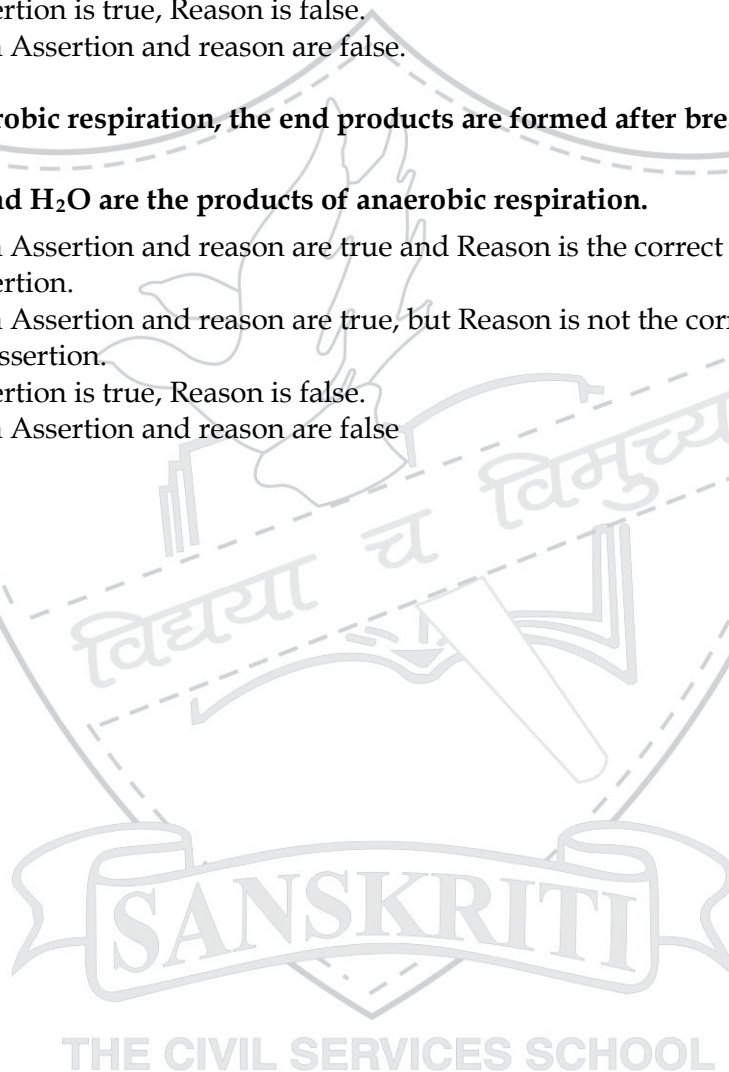 ertion is true, Reason is false.
Assertion and reason are false.
robic respiration, the end products are formed after
nd H₂O are the products of anaerobic respiration.
Assertion and reason are true and Reason is the correct
ertion.
Assertion and reason are true, but Reason is not the
ssertion.
ertion is true, Reason is false.
Assertion and reason are false
विद्यया च विमुच्य
SANSKRITI
THE CIVIL SERVICES SCHOOL